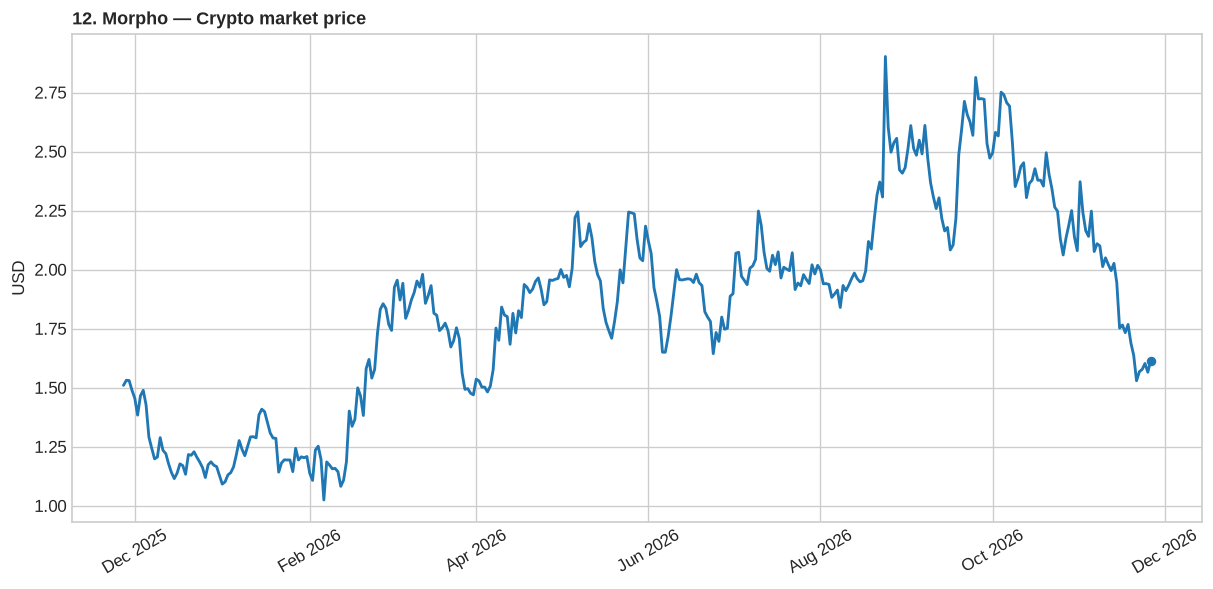 12. Morpho — Crypto market price
USD
2.75
2.50
2.25
2.00
1.75
1.50
1.25
1.00
Dec 2025
Feb 2026
Apr 2026
Jun 2026
Aug 2026
Oct 2026
Dec 2026